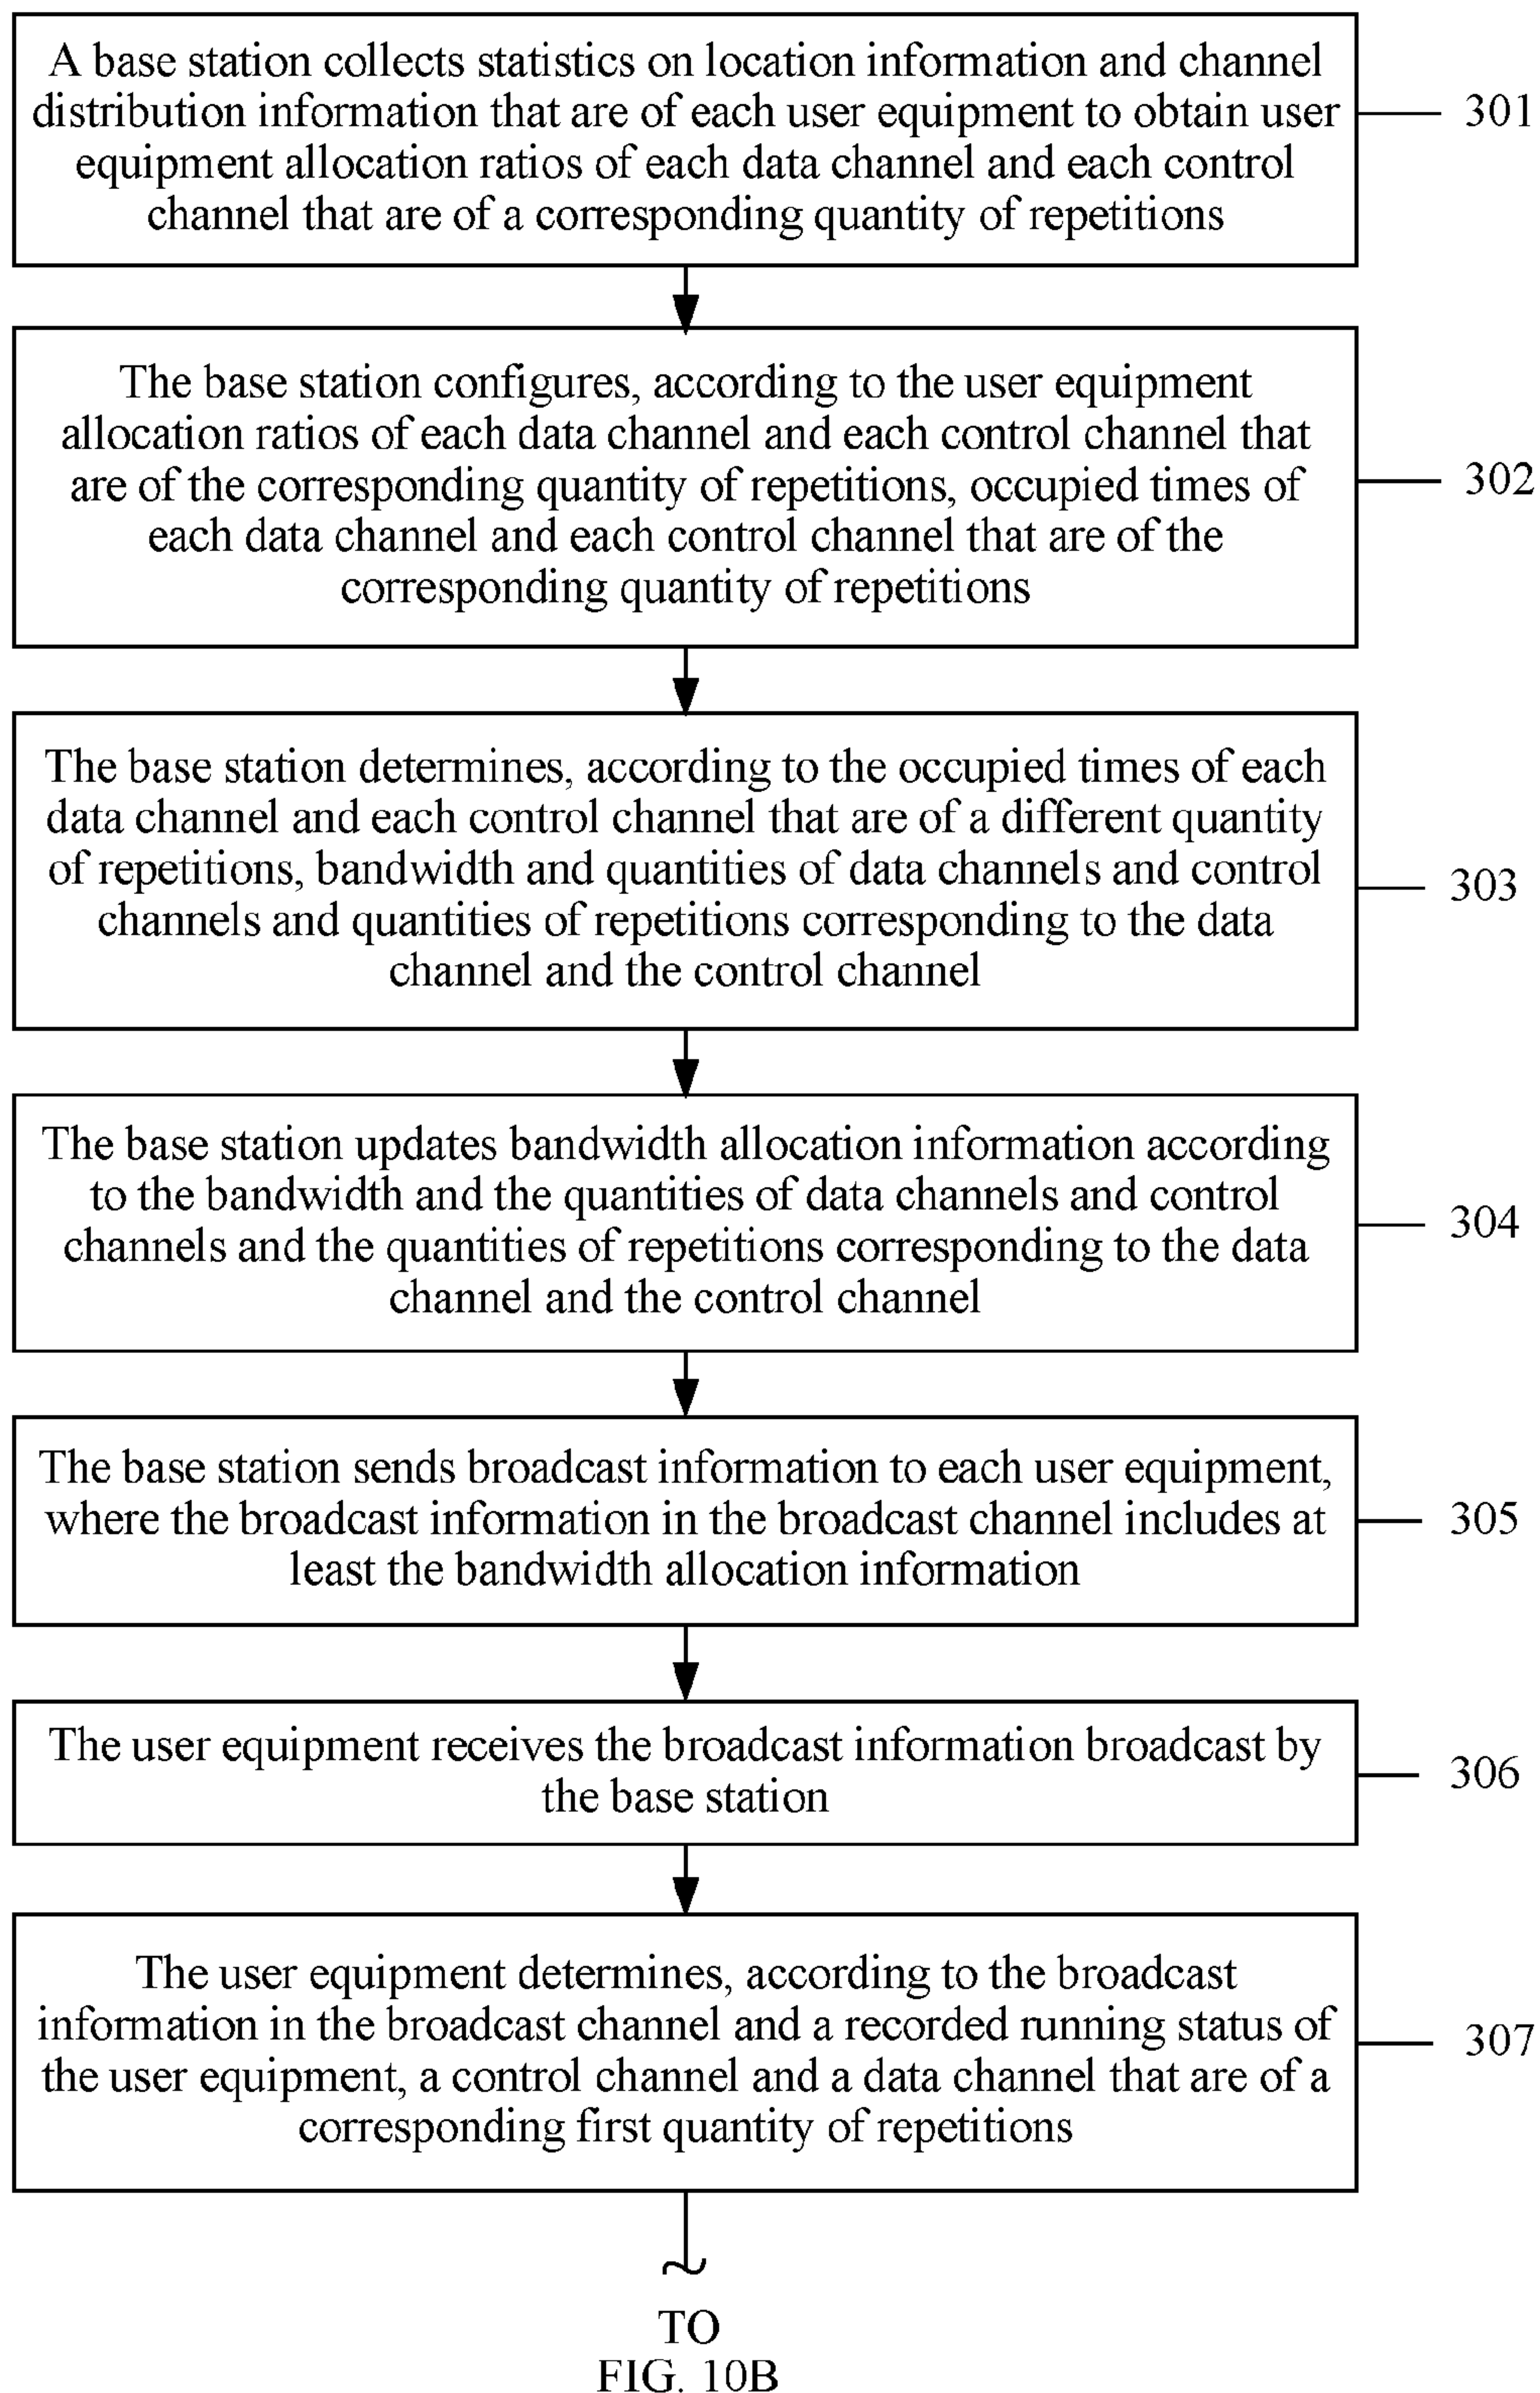 A base station collects statistics on location information and channel
distribution information that are of each user equipment to obtain user
equipment allocation ratios of each data channel and each control
channel that are of a corresponding quantity of repetitions
301
The base station configures, according to the user equipment
allocation ratios of each data channel and each control channel that
are of the corresponding quantity of repetitions, occupied times of
each data channel and each control channel that are of the
corresponding quantity of repetitions
302
The base station determines, according to the occupied times of each
data channel and each control channel that are of a different quantity
of repetitions, bandwidth and quantities of data channels and control
channels and quantities of repetitions corresponding to the data
channel and the control channel
303
The base station updates bandwidth allocation information according
to the bandwidth and the quantities of data channels and control
channels and the quantities of repetitions corresponding to the data
channel and the control channel
304
The base station sends broadcast information to each user equipment,
where the broadcast information in the broadcast channel includes at
least the bandwidth allocation information
305
The user equipment receives the broadcast information broadcast by
the base station
306
The user equipment determines, according to the broadcast
information in the broadcast channel and a recorded running status of
the user equipment, a control channel and a data channel that are of a
corresponding first quantity of repetitions
307
TO
FIG. 10B